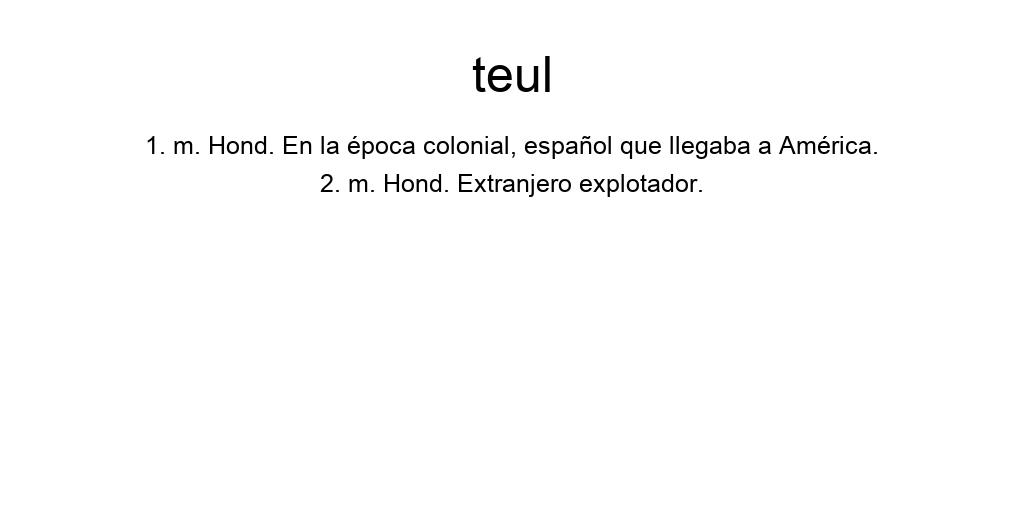 teul
1. m. Hond. En la época colonial, español que llegaba a América.
2. m. Hond. Extranjero explotador.